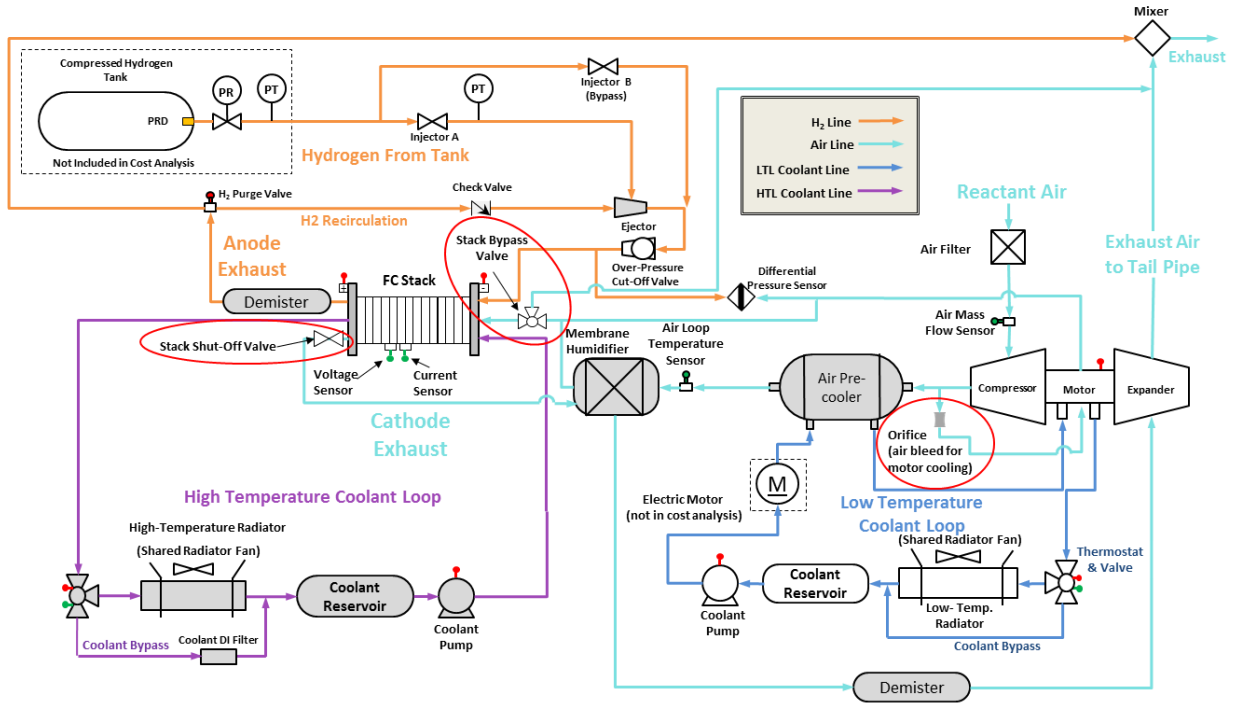 Mixer
Exhaust
Compressed Hydrogen
Tank
PR
PT
PRD
Not Included in Cost Analysis
Injector B
(Bypass)
PT
Injector A
Hydrogen From Tank
H₂ Line
Air Line
LTL Coolant Line
HTL Coolant Line
H₂ Purge Valve
Check Valve
H2 Recirculation
Ejector
Reactant Air
Air Filter
Exhaust Air
to Tail Pipe
Anode
Exhaust
Stack Bypass
Valve
Over-Pressure
Cut-Off Valve
Differential
Pressure Sensor
FC Stack
+
-
Demister
Air Mass
Flow Sensor
Stack Shut-Off Valve
Voltage
Sensor
Current
Sensor
Membrane
Humidifier
Air Loop
Temperature
Sensor
Air Pre-
cooler
Compressor
Motor
Expander
Cathode
Exhaust
Orifice
(air bleed for
motor cooling)
High Temperature Coolant Loop
M
Electric Motor
(not in cost analysis)
Low Temperature
Coolant Loop
High-Temperature Radiator
(Shared Radiator Fan)
(Shared Radiator Fan)
Thermostat
& Valve
Coolant
Reservoir
Coolant
Pump
Coolant
Reservoir
Coolant
Pump
Low- Temp.
Radiator
Coolant Bypass
Coolant DI Filter
Coolant Bypass
Demister